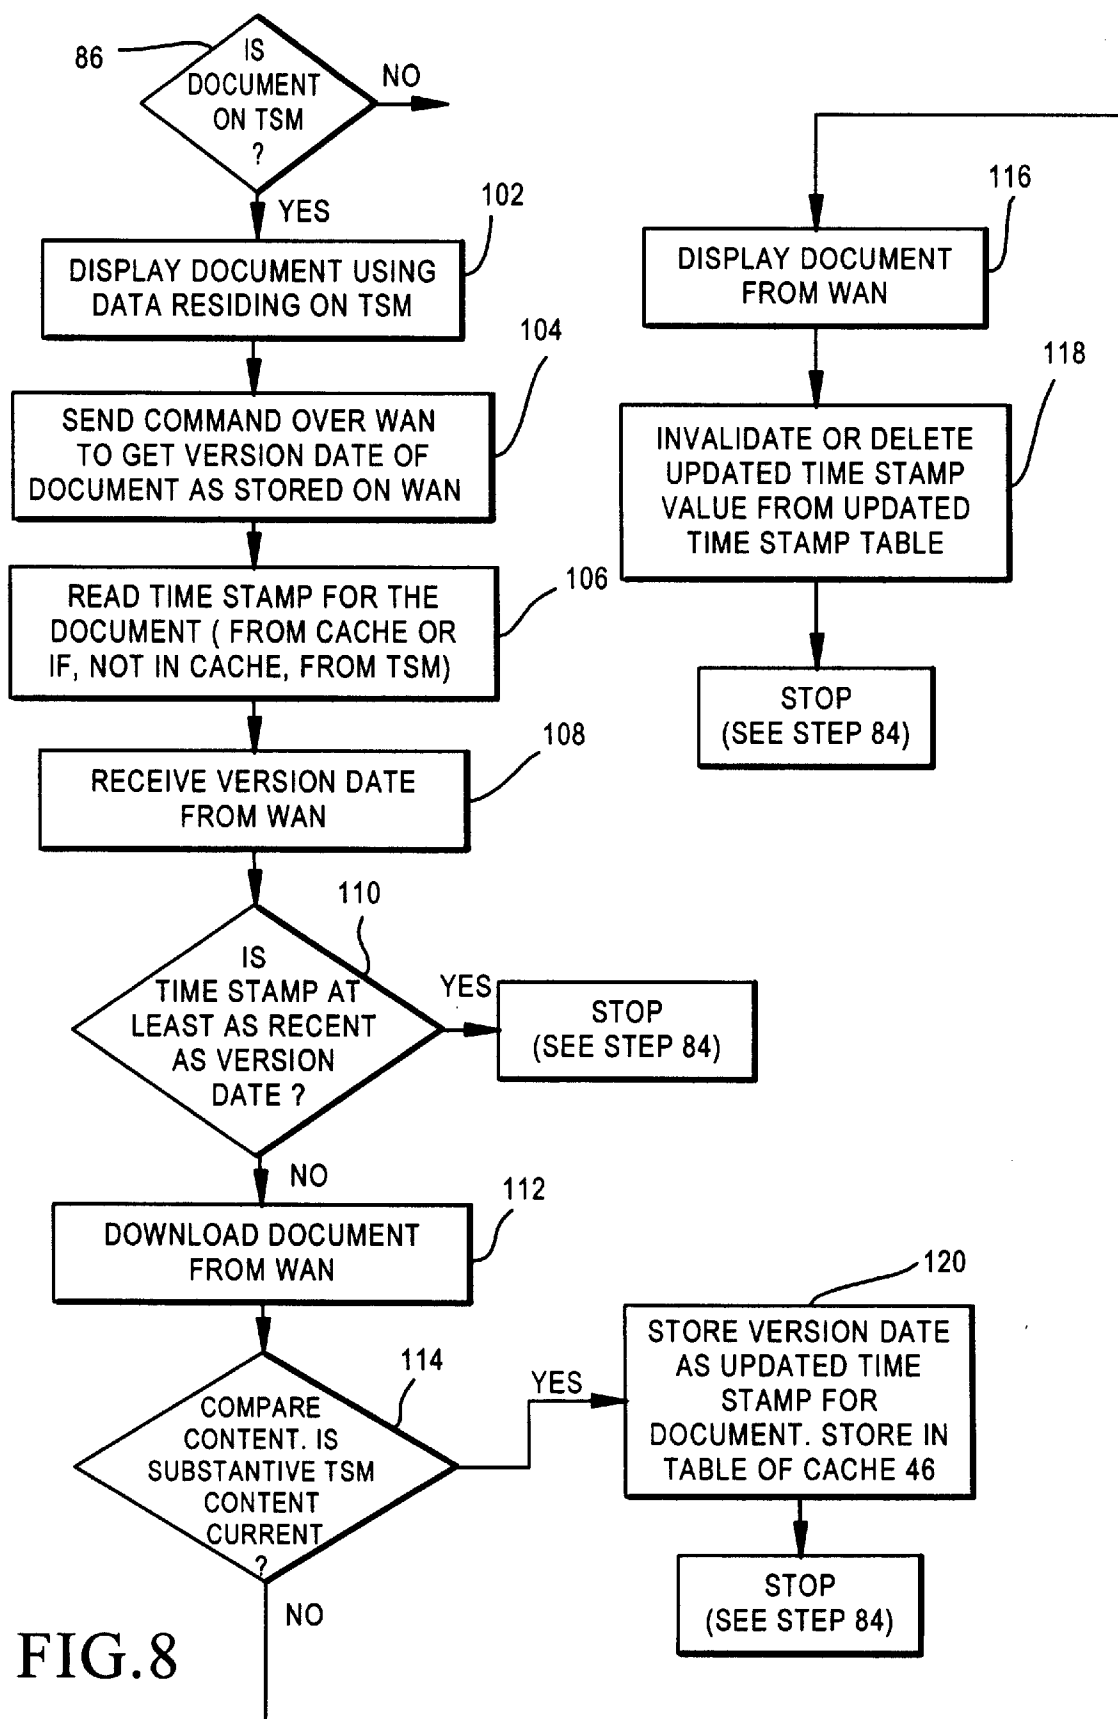 86
IS
DOCUMENT
ON TSM
?
NO
YES
102
DISPLAY DOCUMENT USING
DATA RESIDING ON TSM
104
SEND COMMAND OVER WAN
TO GET VERSION DATE OF
DOCUMENT AS STORED ON WAN
106
READ TIME STAMP FOR THE
DOCUMENT ( FROM CACHE OR
IF, NOT IN CACHE, FROM TSM)
108
RECEIVE VERSION DATE
FROM WAN
110
IS
TIME STAMP AT
LEAST AS RECENT
AS VERSION
DATE ?
YES
STOP
(SEE STEP 84)
NO
112
DOWNLOAD DOCUMENT
FROM WAN
114
COMPARE
CONTENT. IS
SUBSTANTIVE TSM
CONTENT
CURRENT
?
YES
120
STORE VERSION DATE
AS UPDATED TIME
STAMP FOR
DOCUMENT. STORE IN
TABLE OF CACHE 46
STOP
(SEE STEP 84)
NO
116
DISPLAY DOCUMENT
FROM WAN
118
INVALIDATE OR DELETE
UPDATED TIME STAMP
VALUE FROM UPDATED
TIME STAMP TABLE
STOP
(SEE STEP 84)
FIG.8